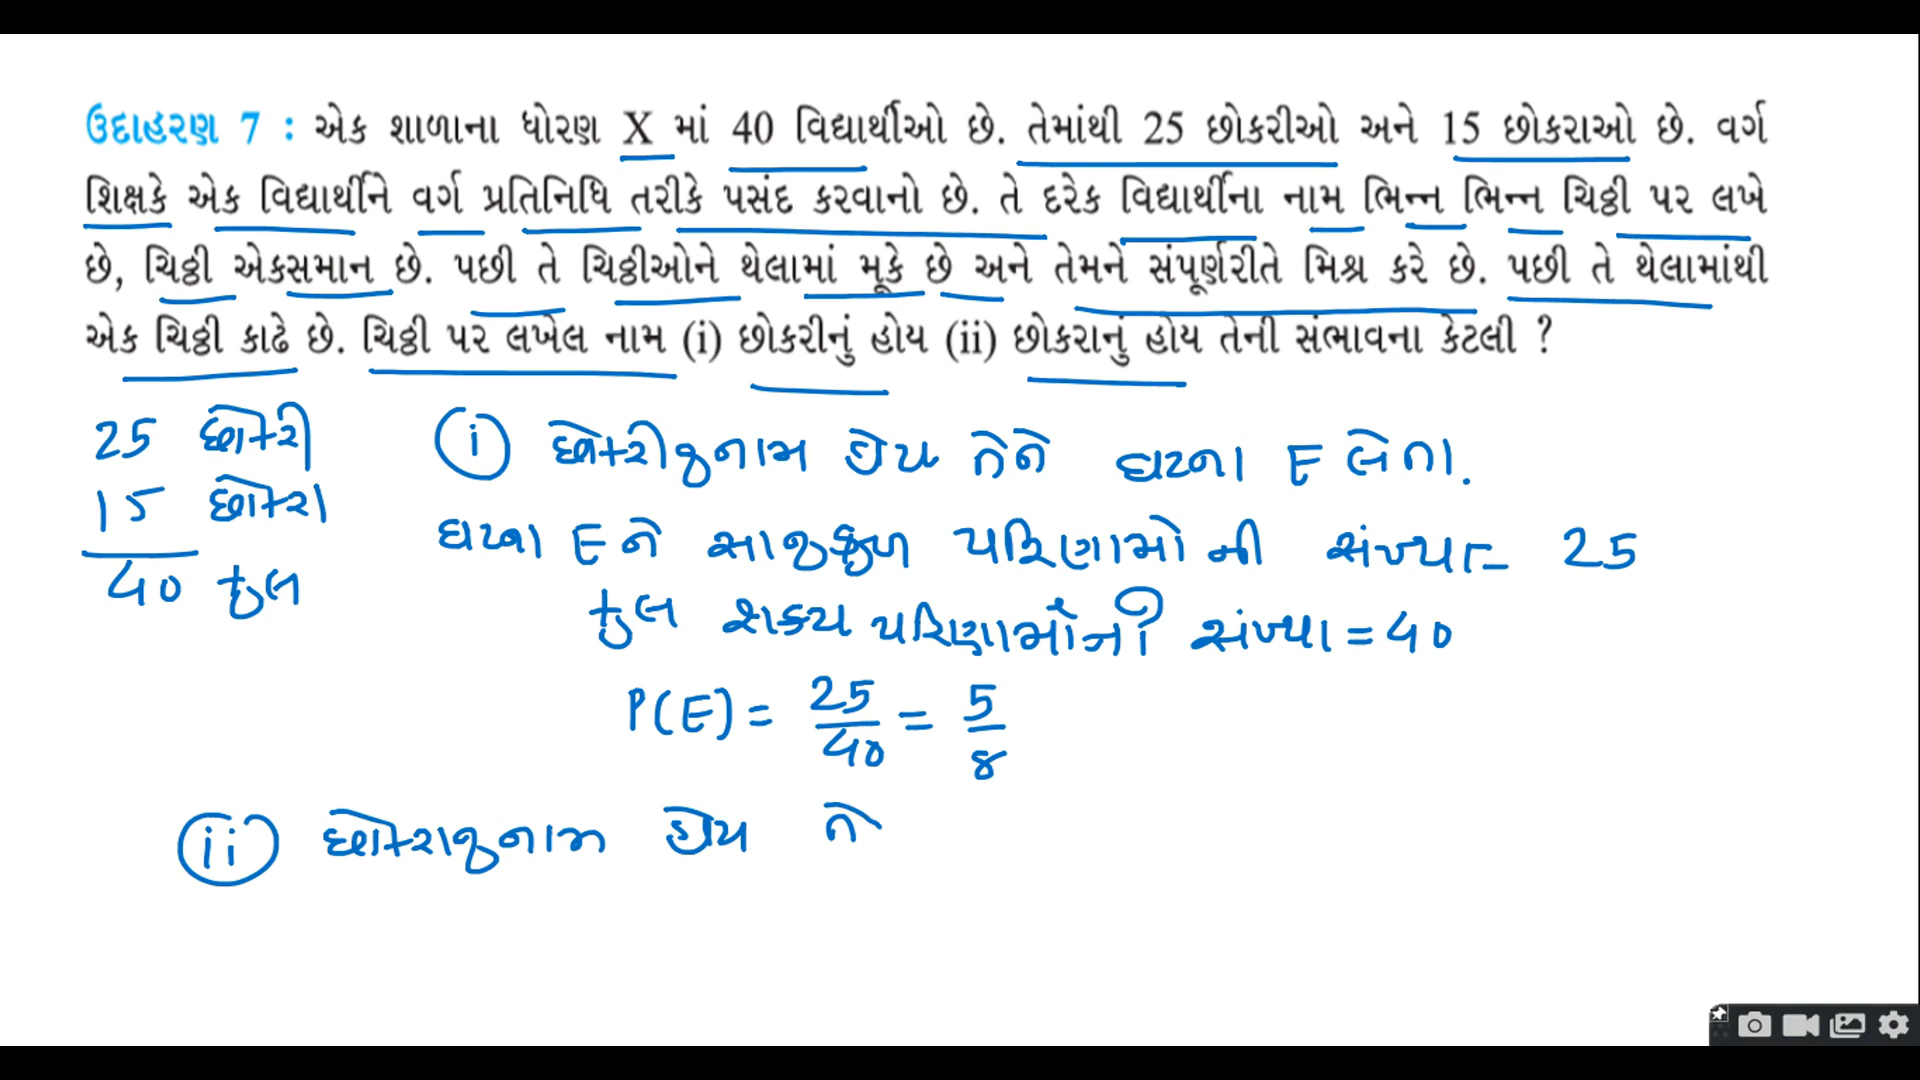 ઉદાહરણ 7 : એક શાળાના ધોરણ X માં 40 વિદ્યાર્થીઓ છે. તેમાંથી 25 છોકરીઓ અને 15 છોકરાઓ છે. વર્ગ
શિક્ષકે એક વિદ્યાર્થીને વર્ગ પ્રતિનિધિ તરીકે પસંદ કરવાનો છે. તે દરેક વિદ્યાર્થીના નામ ભિન્ન ભિન્ન ચિઠ્ઠી પર લખે
છે, ચિઠ્ઠી એકસમાન છે. પછી તે ચિઠ્ઠીઓને થેલામાં મૂકે છે અને તેમને સંપૂર્ણરીતે મિશ્ર કરે છે. પછી તે થેલામાંથી
એક ચિઠ્ઠી કાઢે છે. ચિઠ્ઠી પર લખેલ નામ (i) છોકરીનું હોય (ii) છોકરાનું હોય તેની સંભાવના કેટલી ?
25 છોકરી
15 છોકરા
40 કુલ
(i) છોકરીનુ નામ હોય તેને ઘટના E લેતા.
ઘટના E ને સાનુકુળ પરિણામો ની સંખ્યા = 25
કુલ શક્ય પરિણામોની સંખ્યા = 40
P(E) = 25/40 = 5/8
(ii) છોકરાનુ નામ હોય તે